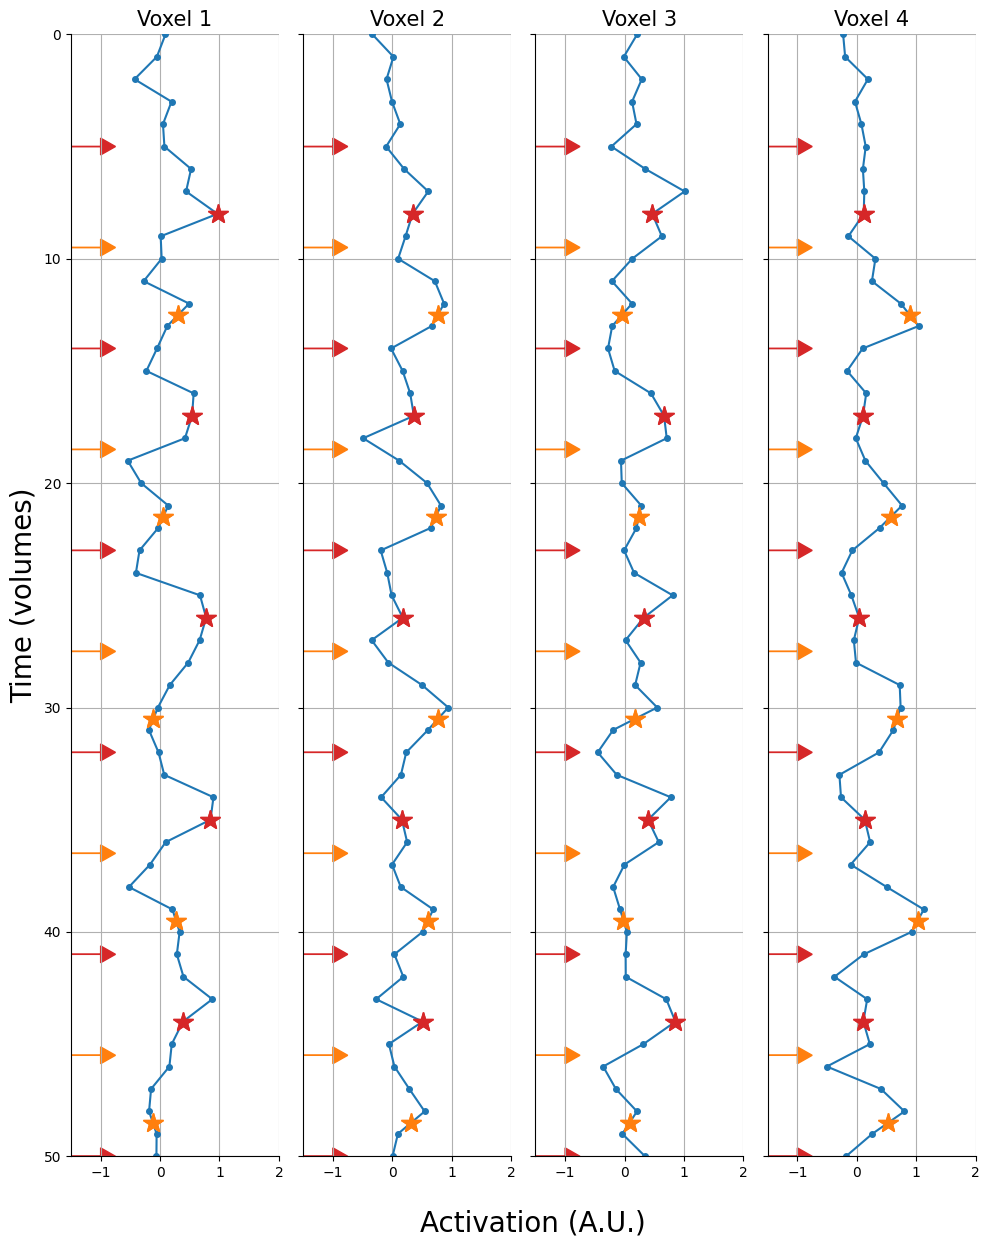 Voxel 1 Voxel 2 Voxel 3 Voxel 4
0
10
20
30
40
50
Time (volumes)
−1 0 1 2 −1 0 1 2 −1 0 1 2 −1 0 1 2
Activation (A.U.)